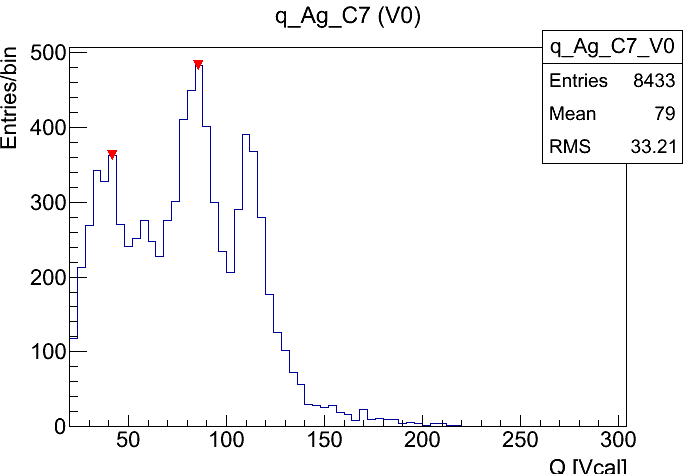 q_Ag_C7 (V0)
q_Ag_C7_V0
Entries 8433
Mean 79
RMS 33.21
Entries/bin
500
400
300
200
100
0
50 100 150 200 250 300
Q [Vcal]